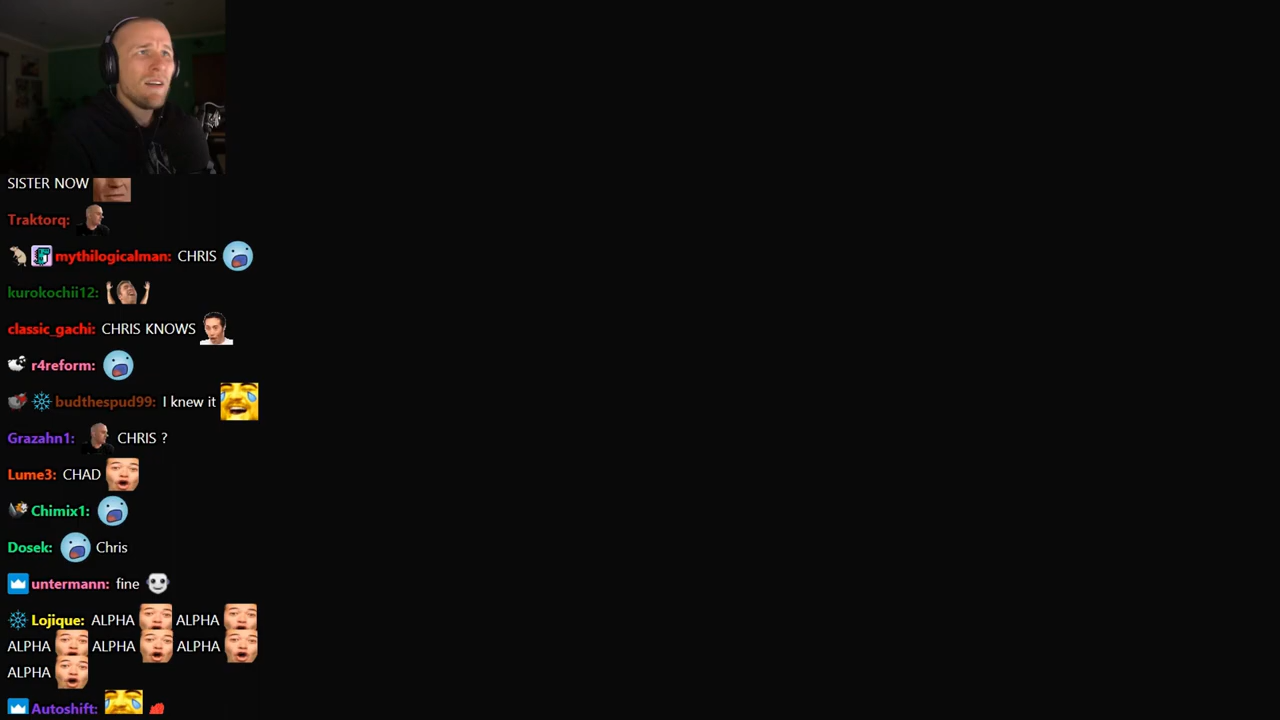 SISTER NOW
Traktorq:
mythilogicalman: CHRIS
kurokochii12:
classic_gachi: CHRIS KNOWS
r4reform:
budthespud99: I knew it
Grazahn1: CHRIS ?
Lume3: CHAD
Chimix1:
Dosek: Chris
untermann: fine
Lojique: ALPHA ALPHA
ALPHA ALPHA ALPHA
ALPHA
Autoshift: